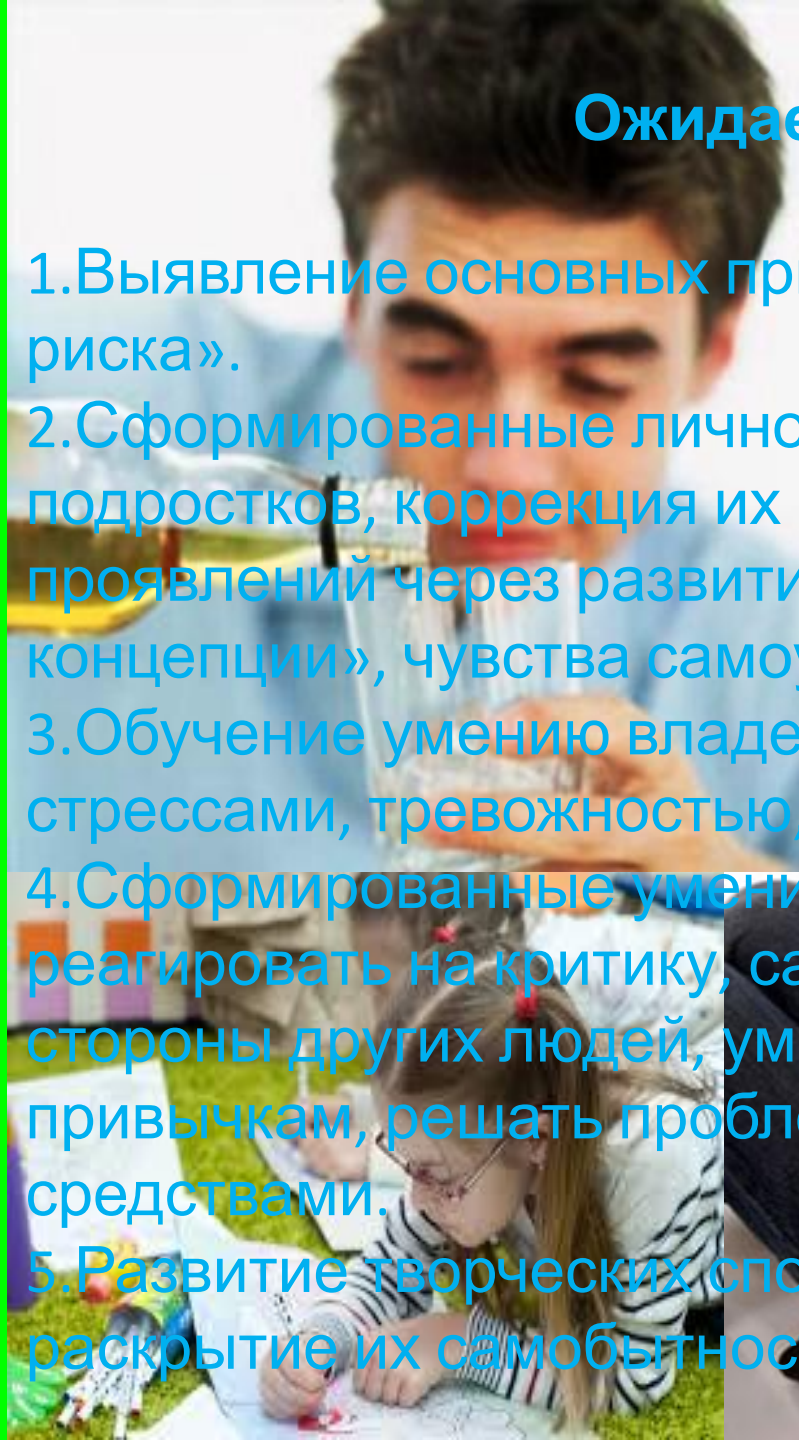 Ожидае
1.Выявление основных пр
риска».
2.Сформированные лично
подростков, коррекция их
проявлений через развити
концепции», чувства самоу
3.Обучение умению владе
стрессами, тревожностью,
4.Сформированные умени
реагировать на критику, са
стороны других людей, ум
привычкам, решать пробле
средствами.
5.Развитие творческих спо
раскрытие их самобытнос